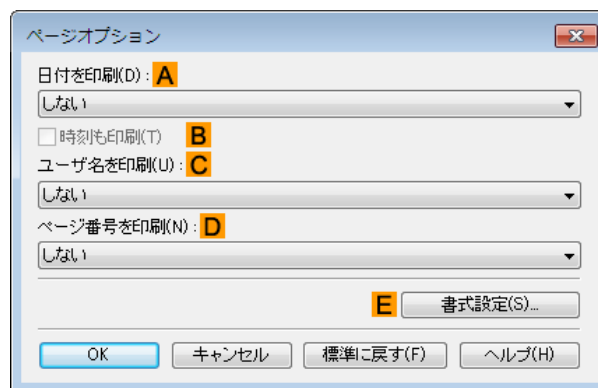 ページオプション
日付を印刷(D) : A
しない
時刻も印刷(T) B
ユーザ名を印刷(U) : C
しない
ページ番号を印刷(N) : D
しない
E 書式設定(S)...
OK キャンセル 標準に戻す(F) ヘルプ(H)